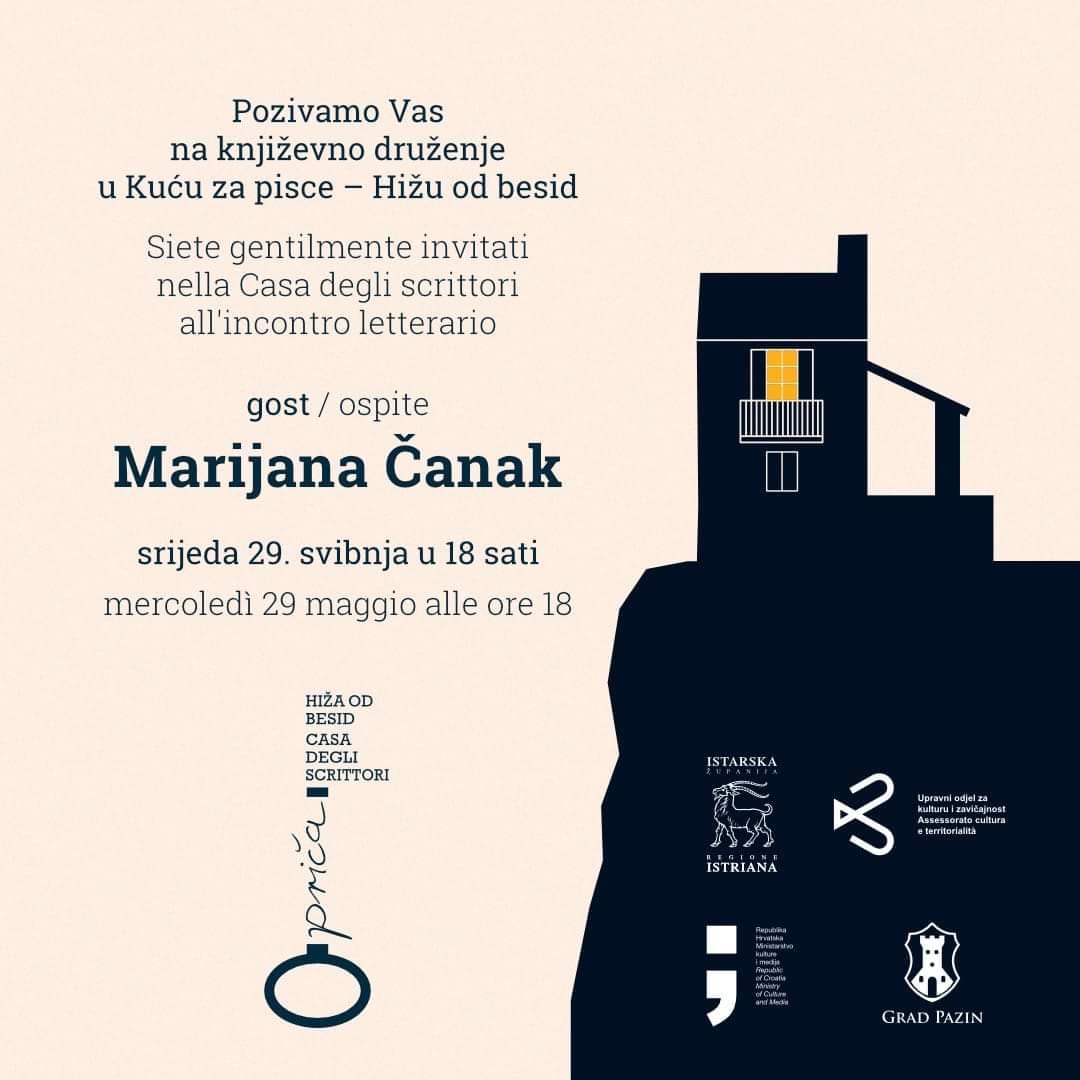 Pozivamo Vas
na književno druženje
u Kuću za pisce – Hižu od besid
Siete gentilmente invitati
nella Casa degli scrittori
all'incontro letterario
gost / ospite
Marijana Čanak
srijeda 29. svibnja u 18 sati
mercoledì 29 maggio alle ore 18
HIŽA OD
BESID
CASA
DEGLI
SCRITTORI
priča
ISTARSKA
ŽUPANIJA
REGIONE
ISTRIANA
Upravni odjel za
kulturu i zavičajnost
Assessorato cultura
e territorialità
Republika
Hrvatska
Ministarstvo
kulture
i medija
Republic
of Croatia
Ministry
of Culture
and Media
GRAD PAZIN